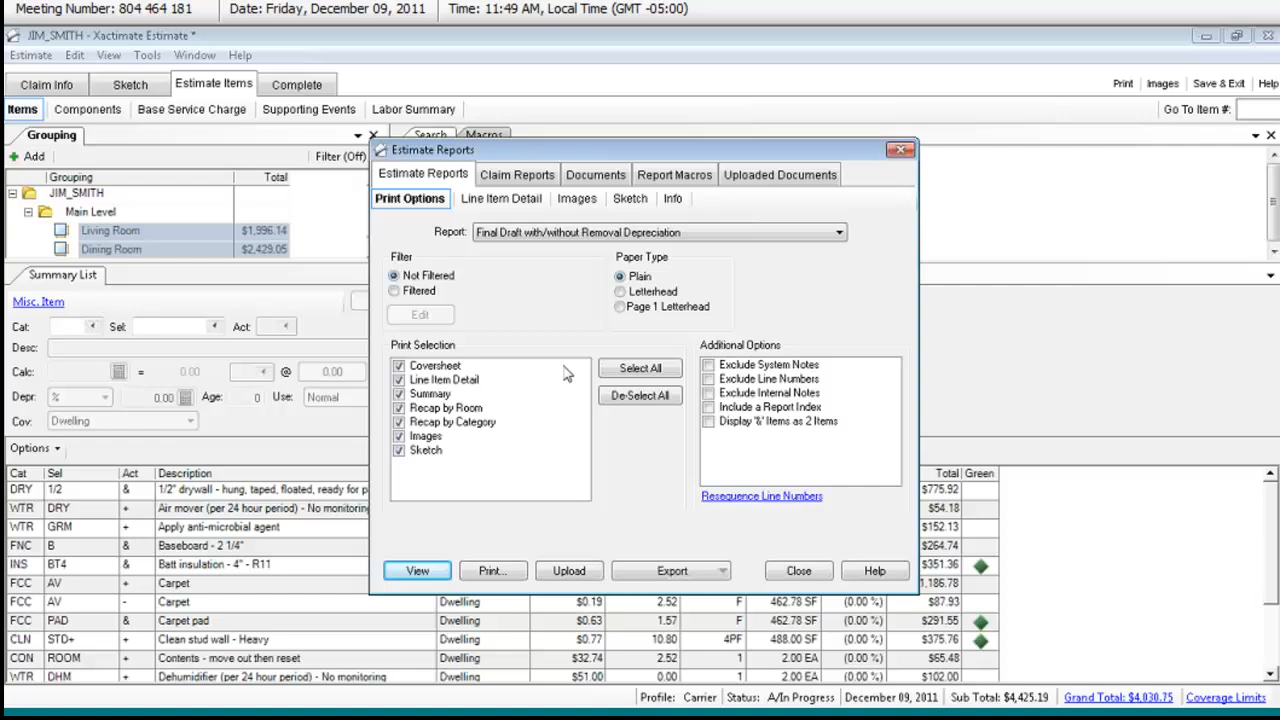 Meeting Number: 804 464 181 Date: Friday, December 09, 2011 Time: 11:49 AM, Local Time (GMT -05:00)
JIM_SMITH - Xactimate Estimate *
Estimate Edit View Tools Window Help
Claim Info Sketch Estimate Items Complete Print Images Save & Exit Help
Items Components Base Service Charge Supporting Events Labor Summary Go To Item #:
Grouping Search Macros
Add Filter (Off)
Grouping Total
JIM_SMITH
Main Level
Living Room $1,996.14
Dining Room $2,429.05
Summary List
Misc. Item
Cat: Sel: Act:
Desc:
Calc: = 0.00 @ 0.00
Depr: % 0.00 Age: 0 Use: Normal
Cov: Dwelling
Options
Estimate Reports
Estimate Reports Claim Reports Documents Report Macros Uploaded Documents
Print Options Line Item Detail Images Sketch Info
Report: Final Draft with/without Removal Depreciation
Filter Paper Type
Not Filtered Plain
Filtered Letterhead
Edit Page 1 Letterhead
Print Selection Additional Options
Coversheet Select All Exclude System Notes
Line Item Detail Exclude Line Numbers
Summary De-Select All Exclude Internal Notes
Recap by Room Include a Report Index
Recap by Category Display '&' Items as 2 Items
Images
Sketch
Resequence Line Numbers
View Print... Upload Export Close Help
Cat Sel Act Description Total Green
DRY 1/2 & 1/2" drywall - hung, taped, floated, ready for p $775.92
WTR DRY + Air mover (per 24 hour period) - No monitoring $54.18
WTR GRM + Apply anti-microbial agent $152.13
FNC B & Baseboard - 2 1/4" $264.74
INS BT4 & Batt insulation - 4" - R11 $351.36
FCC AV + Carpet 1,186.78
FCC AV - Carpet Dwelling $0.19 2.52 F 462.78 SF (0.00 %) $87.93
FCC PAD & Carpet pad Dwelling $0.63 1.57 F 462.78 SF (0.00 %) $291.55
CLN STD+ + Clean stud wall - Heavy Dwelling $0.77 10.80 4PF 488.00 SF (0.00 %) $375.76
CON ROOM + Contents - move out then reset Dwelling $32.74 2.52 1 2.00 EA (0.00 %) $65.48
WTR DHM + Dehumidifier (per 24 hour period) - No monitoring Dwelling $51.00 0.00 1 2.00 EA (0.00 %) $102.00
Profile: Carrier Status: A/In Progress December 09, 2011 Sub Total: $4,425.19 Grand Total: $4,030.75 Coverage Limits